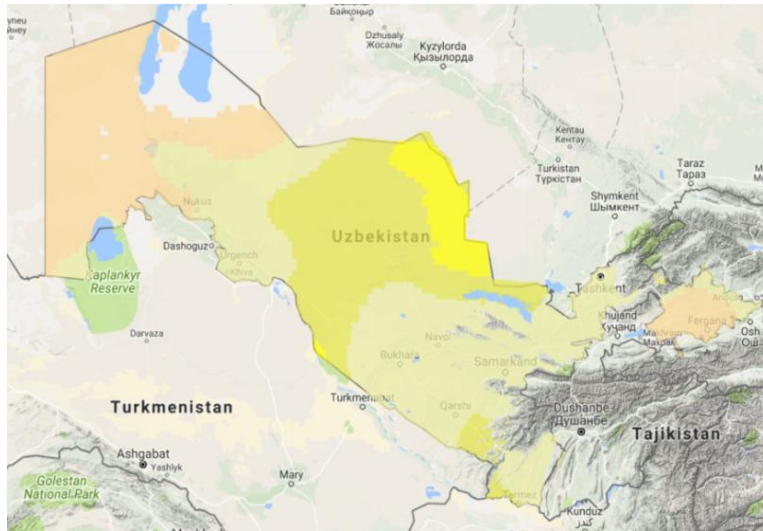 Байқоңыр
Dzhusaly
Жосалы
Kyzylorda
Қызылорда
Kentau
Кентау
Turkistan
Түркістан
Taraz
Тараз
Shymkent
Шымкент
Nukus
Dashoguz
Urgench
Khiva
Uzbekistan
Tashkent
Kaplankyr
Reserve
Darvaza
Navoi
Bukhara
Samarkand
Khujand
Хуҷанд
Fergana
Osh
Ош
Turkmenistan
Turkmenabat
Qarshi
Dushanbe
Душанбе
Tajikistan
Ashgabat
Yashlyk
Mary
Termez
Golestan
National Park
Kunduz